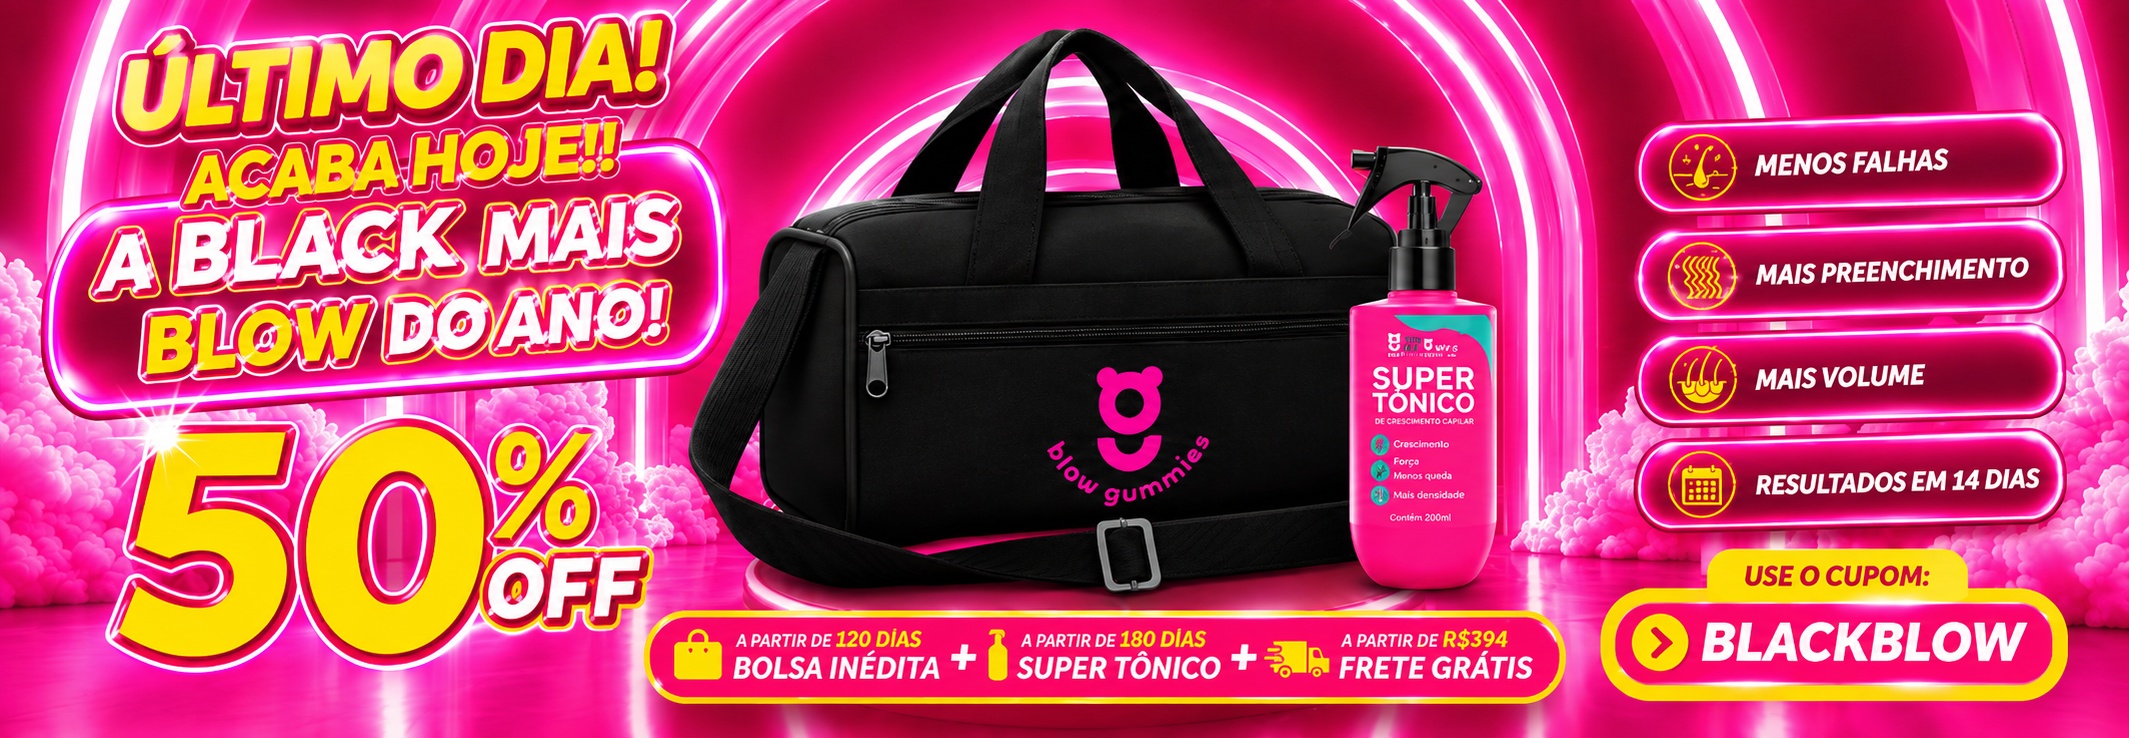 ÚLTIMO DIA!
ACABA HOJE!!
A BLACK MAIS
BLOW DO ANO!
50%
OFF
blow gummies
SUPER
TÔNICO
DE CRESCIMENTO CAPILAR
Crescimento
Força
Menos queda
Mais densidade
Contém 200ml
MENOS FALHAS
MAIS PREENCHIMENTO
MAIS VOLUME
RESULTADOS EM 14 DIAS
A PARTIR DE 120 DIAS
BOLSA INÉDITA
+
A PARTIR DE 180 DIAS
SUPER TÔNICO
+
A PARTIR DE R$394
FRETE GRÁTIS
USE O CUPOM:
BLACKBLOW